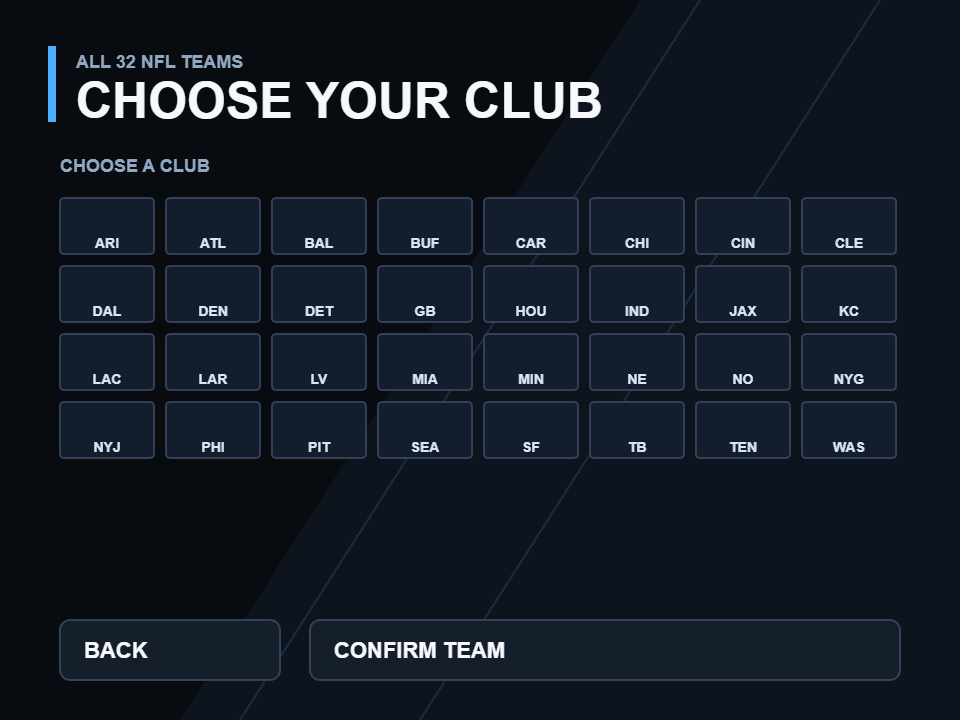 ALL 32 NFL TEAMS
CHOOSE YOUR CLUB
CHOOSE A CLUB
ARI ATL BAL BUF CAR CHI CIN CLE
DAL DEN DET GB HOU IND JAX KC
LAC LAR LV MIA MIN NE NO NYG
NYJ PHI PIT SEA SF TB TEN WAS
BACK CONFIRM TEAM